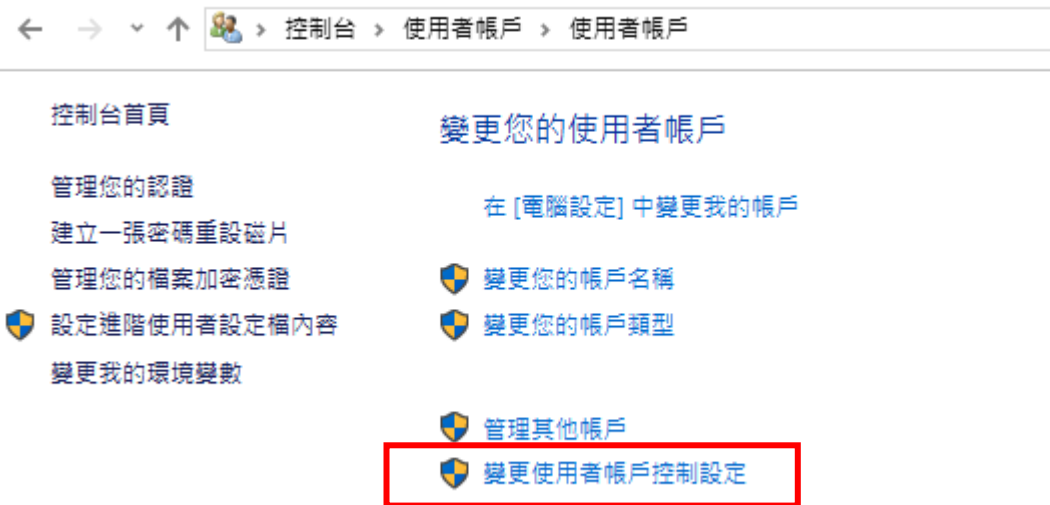 控制台 > 使用者帳戶 > 使用者帳戶
控制台首頁
管理您的認證
建立一張密碼重設磁片
管理您的檔案加密憑證
設定進階使用者設定檔內容
變更我的環境變數
變更您的使用者帳戶
在 [電腦設定] 中變更我的帳戶
變更您的帳戶名稱
變更您的帳戶類型
管理其他帳戶
變更使用者帳戶控制設定